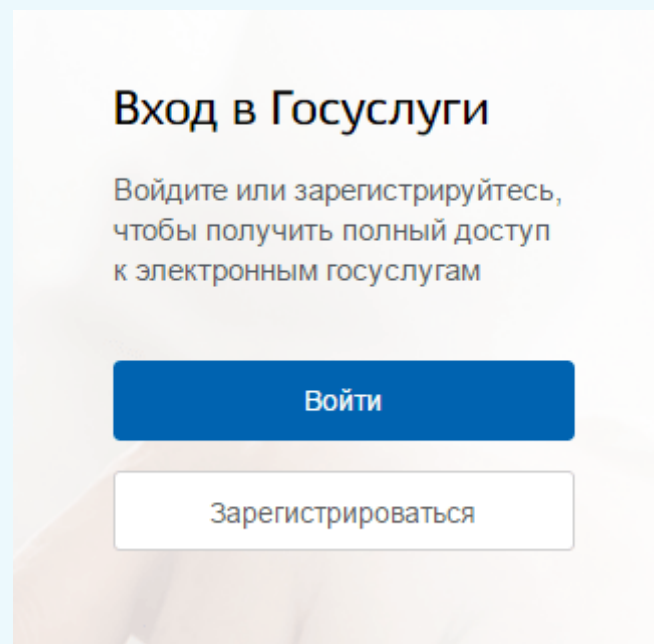 Вход в Госуслуги
Войдите или зарегистрируйтесь,
чтобы получить полный доступ
к электронным госуслугам
Войти
Зарегистрироваться